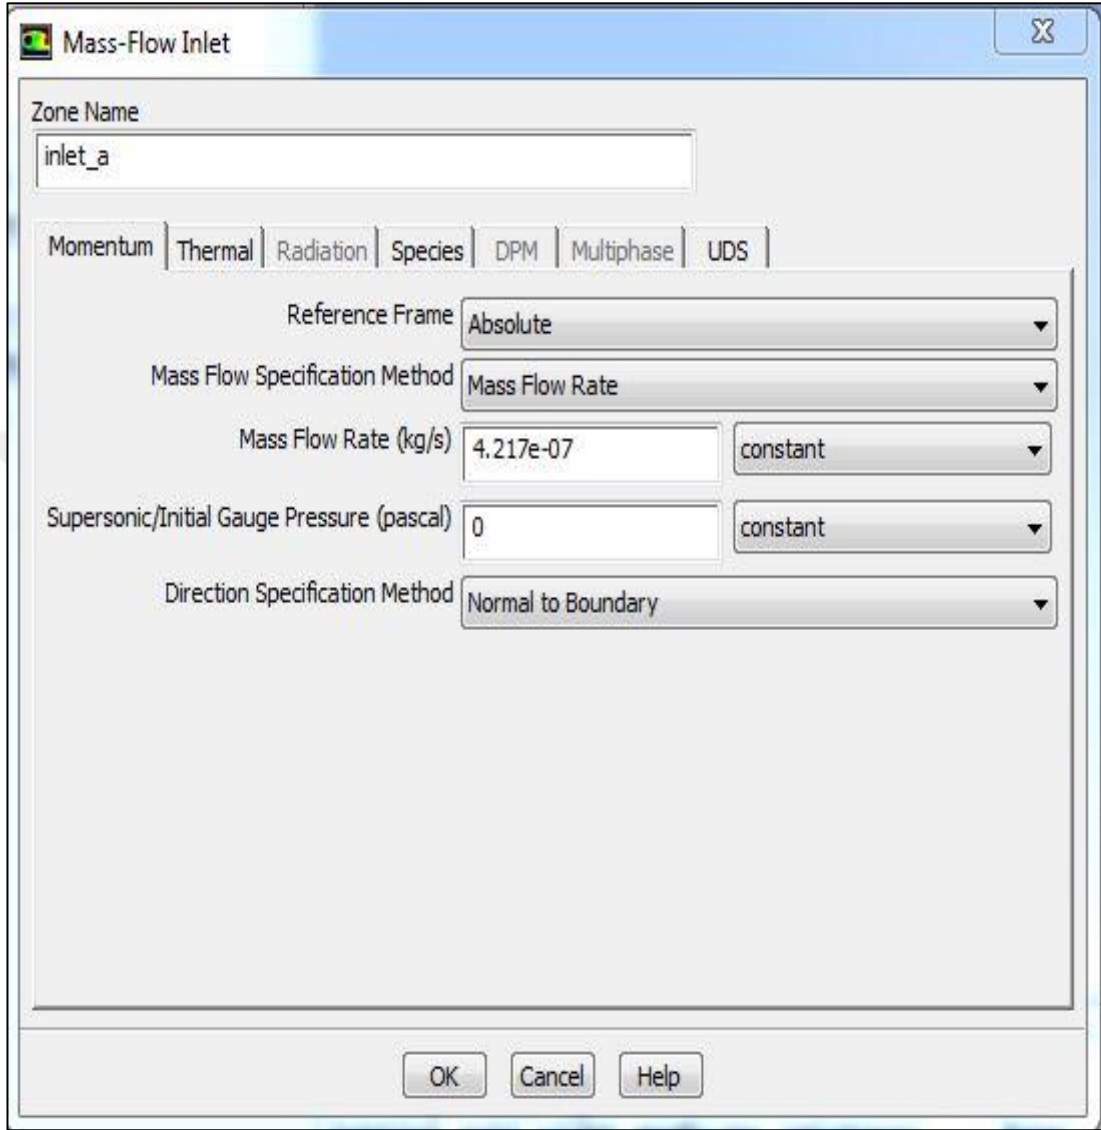 Mass-Flow Inlet
X
Zone Name
inlet_a
Momentum Thermal Radiation Species DPM Multiphase UDS
Reference Frame Absolute
Mass Flow Specification Method Mass Flow Rate
Mass Flow Rate (kg/s) 4.217e-07 constant
Supersonic/Initial Gauge Pressure (pascal) 0 constant
Direction Specification Method Normal to Boundary
OK Cancel Help